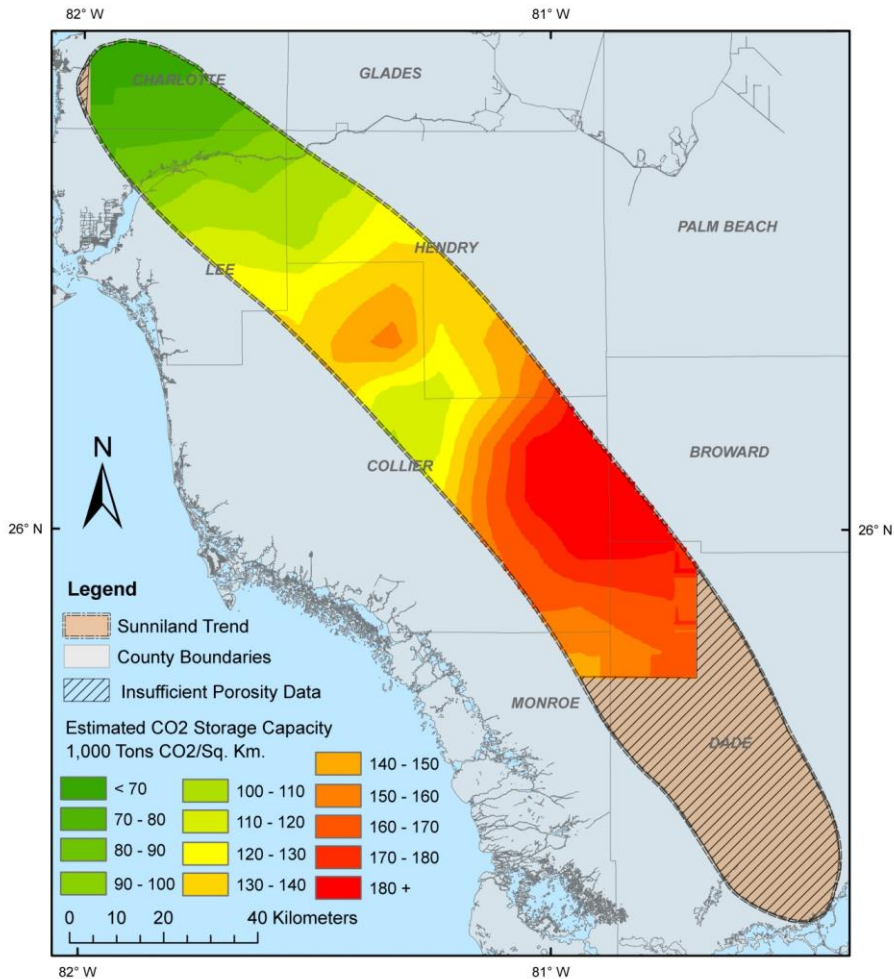 82° W
81° W
CHARLOTTE
GLADES
PALM BEACH
HENDRY
LEE
BROWARD
COLLIER
N
26° N
26° N
Legend
Sunniland Trend
County Boundaries
Insufficient Porosity Data
MONROE
DADE
Estimated CO2 Storage Capacity
1,000 Tons CO2/Sq. Km.
< 70
70 - 80
80 - 90
90 - 100
100 - 110
110 - 120
120 - 130
130 - 140
140 - 150
150 - 160
160 - 170
170 - 180
180 +
0 10 20 40 Kilometers
82° W
81° W